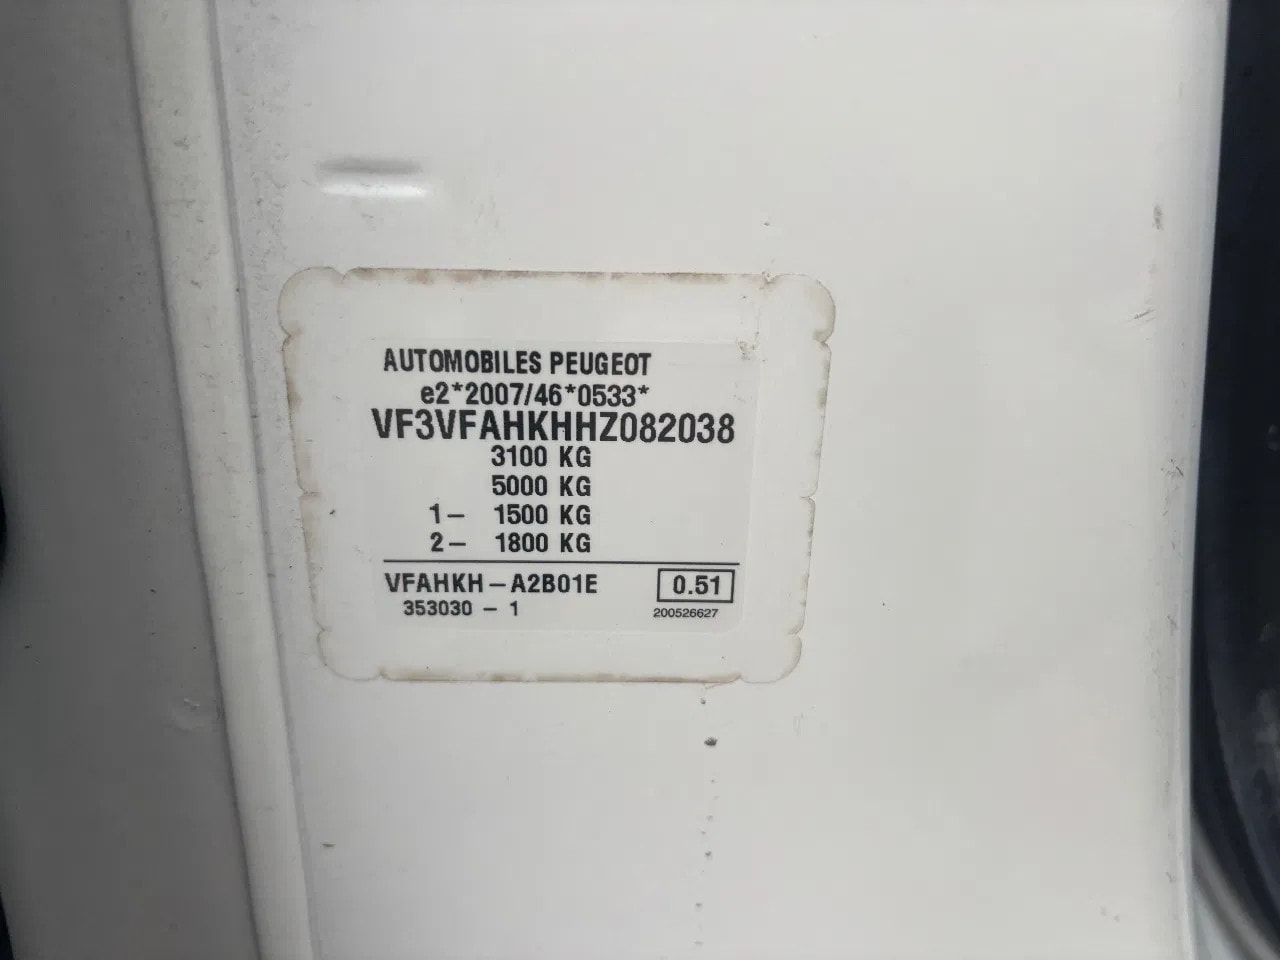 AUTOMOBILES PEUGEOT
e2*2007/46*0533*
VF3VFAHKHHZ082038
3100 KG
5000 KG
1– 1500 KG
2– 1800 KG
VFAHKH – A2B01E 0.51
353030 – 1 200526627